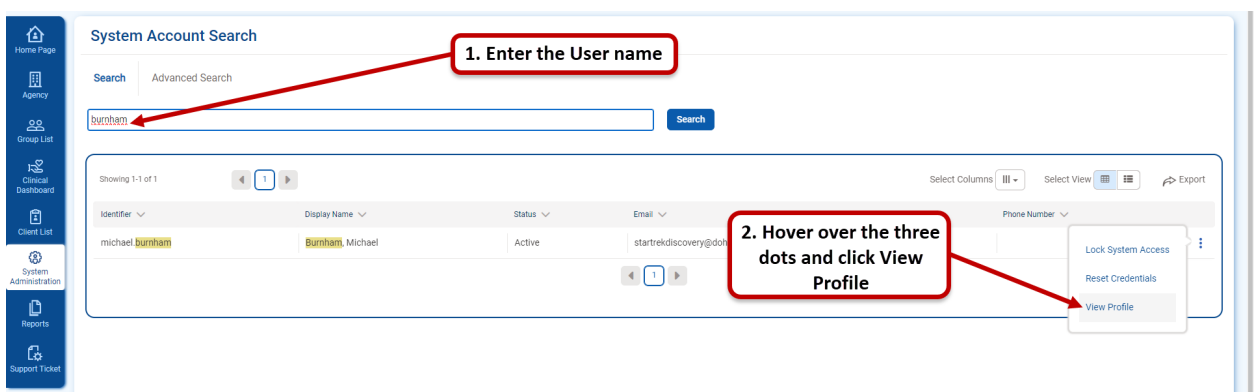 Home Page
Agency
Group List
Clinical
Dashboard
Client List
System
Administration
Reports
Support Ticket
System Account Search
1. Enter the User name
Search Advanced Search
burnham
Search
Showing 1-1 of 1
1
Select Columns
Select View
Export
Identifier Display Name Status Email Phone Number
michael.burnham Burnham, Michael Active startrekdiscovery@doh
2. Hover over the three
dots and click View
Profile
Lock System Access
Reset Credentials
View Profile
1